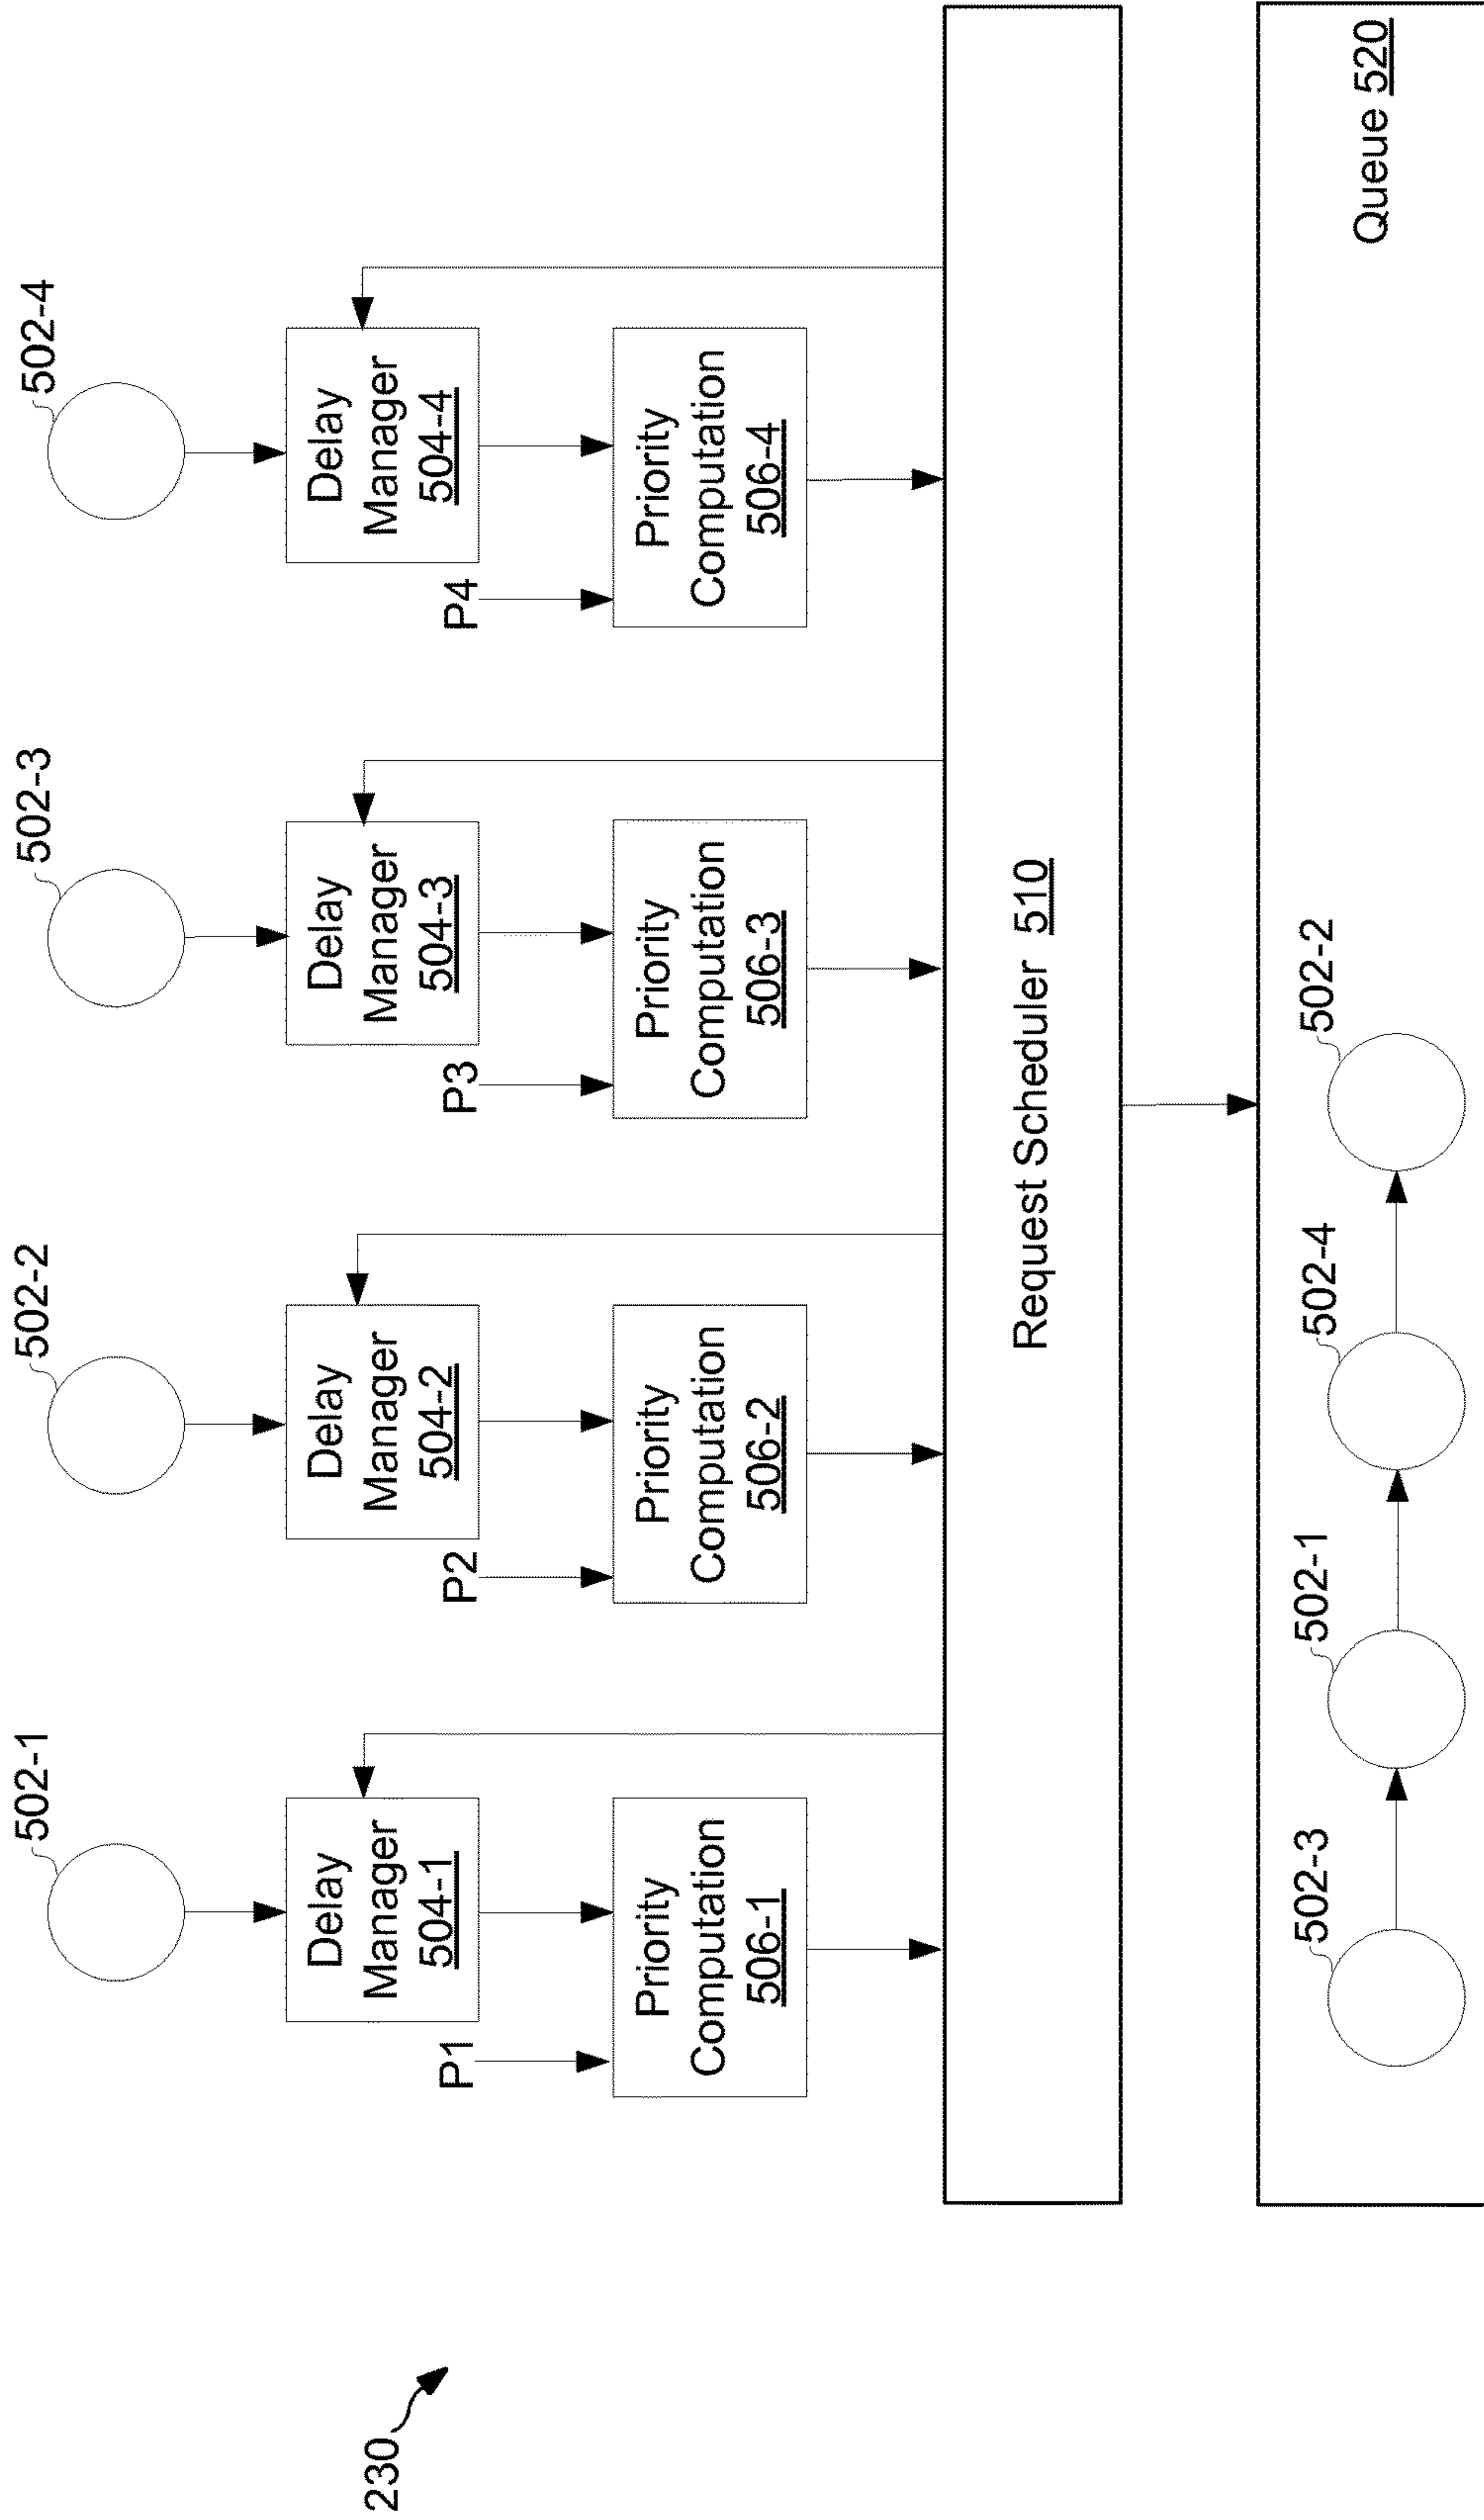 230
502-1
502-2
502-3
502-4
Delay
Manager
504-1
Delay
Manager
504-2
Delay
Manager
504-3
Delay
Manager
504-4
P1
P2
P3
P4
Priority
Computation
506-1
Priority
Computation
506-2
Priority
Computation
506-3
Priority
Computation
506-4
Request Scheduler 510
502-3
502-1
502-4
502-2
Queue 520